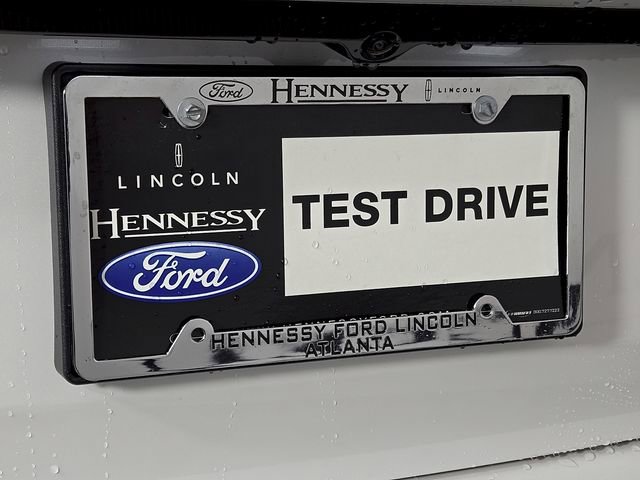 Ford HENNESSY LINCOLN
LINCOLN
HENNESSY
Ford
TEST DRIVE
HENNESSY FORD LINCOLN
ATLANTA